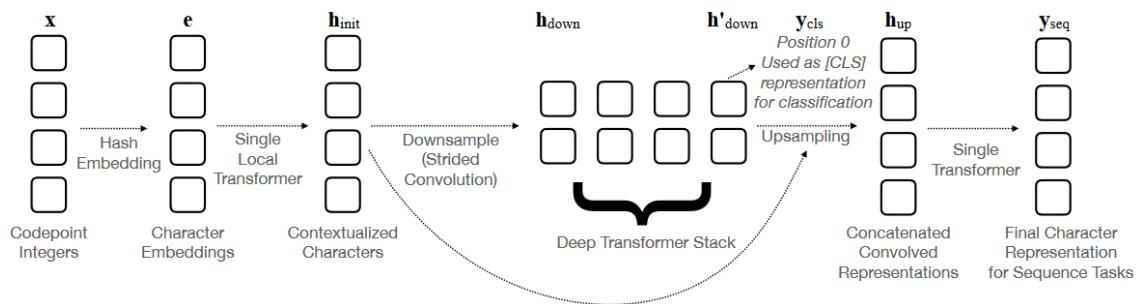 x
e
h_init
h_down
h'_down
y_cls
h_up
y_seq
Position 0
Used as [CLS]
representation
for classification
Hash
Embedding
Single
Local
Transformer
Downsample
(Strided
Convolution)
Upsampling
Single
Transformer
Deep Transformer Stack
Codepoint
Integers
Character
Embeddings
Contextualized
Characters
Concatenated
Convolved
Representations
Final Character
Representation
for Sequence Tasks